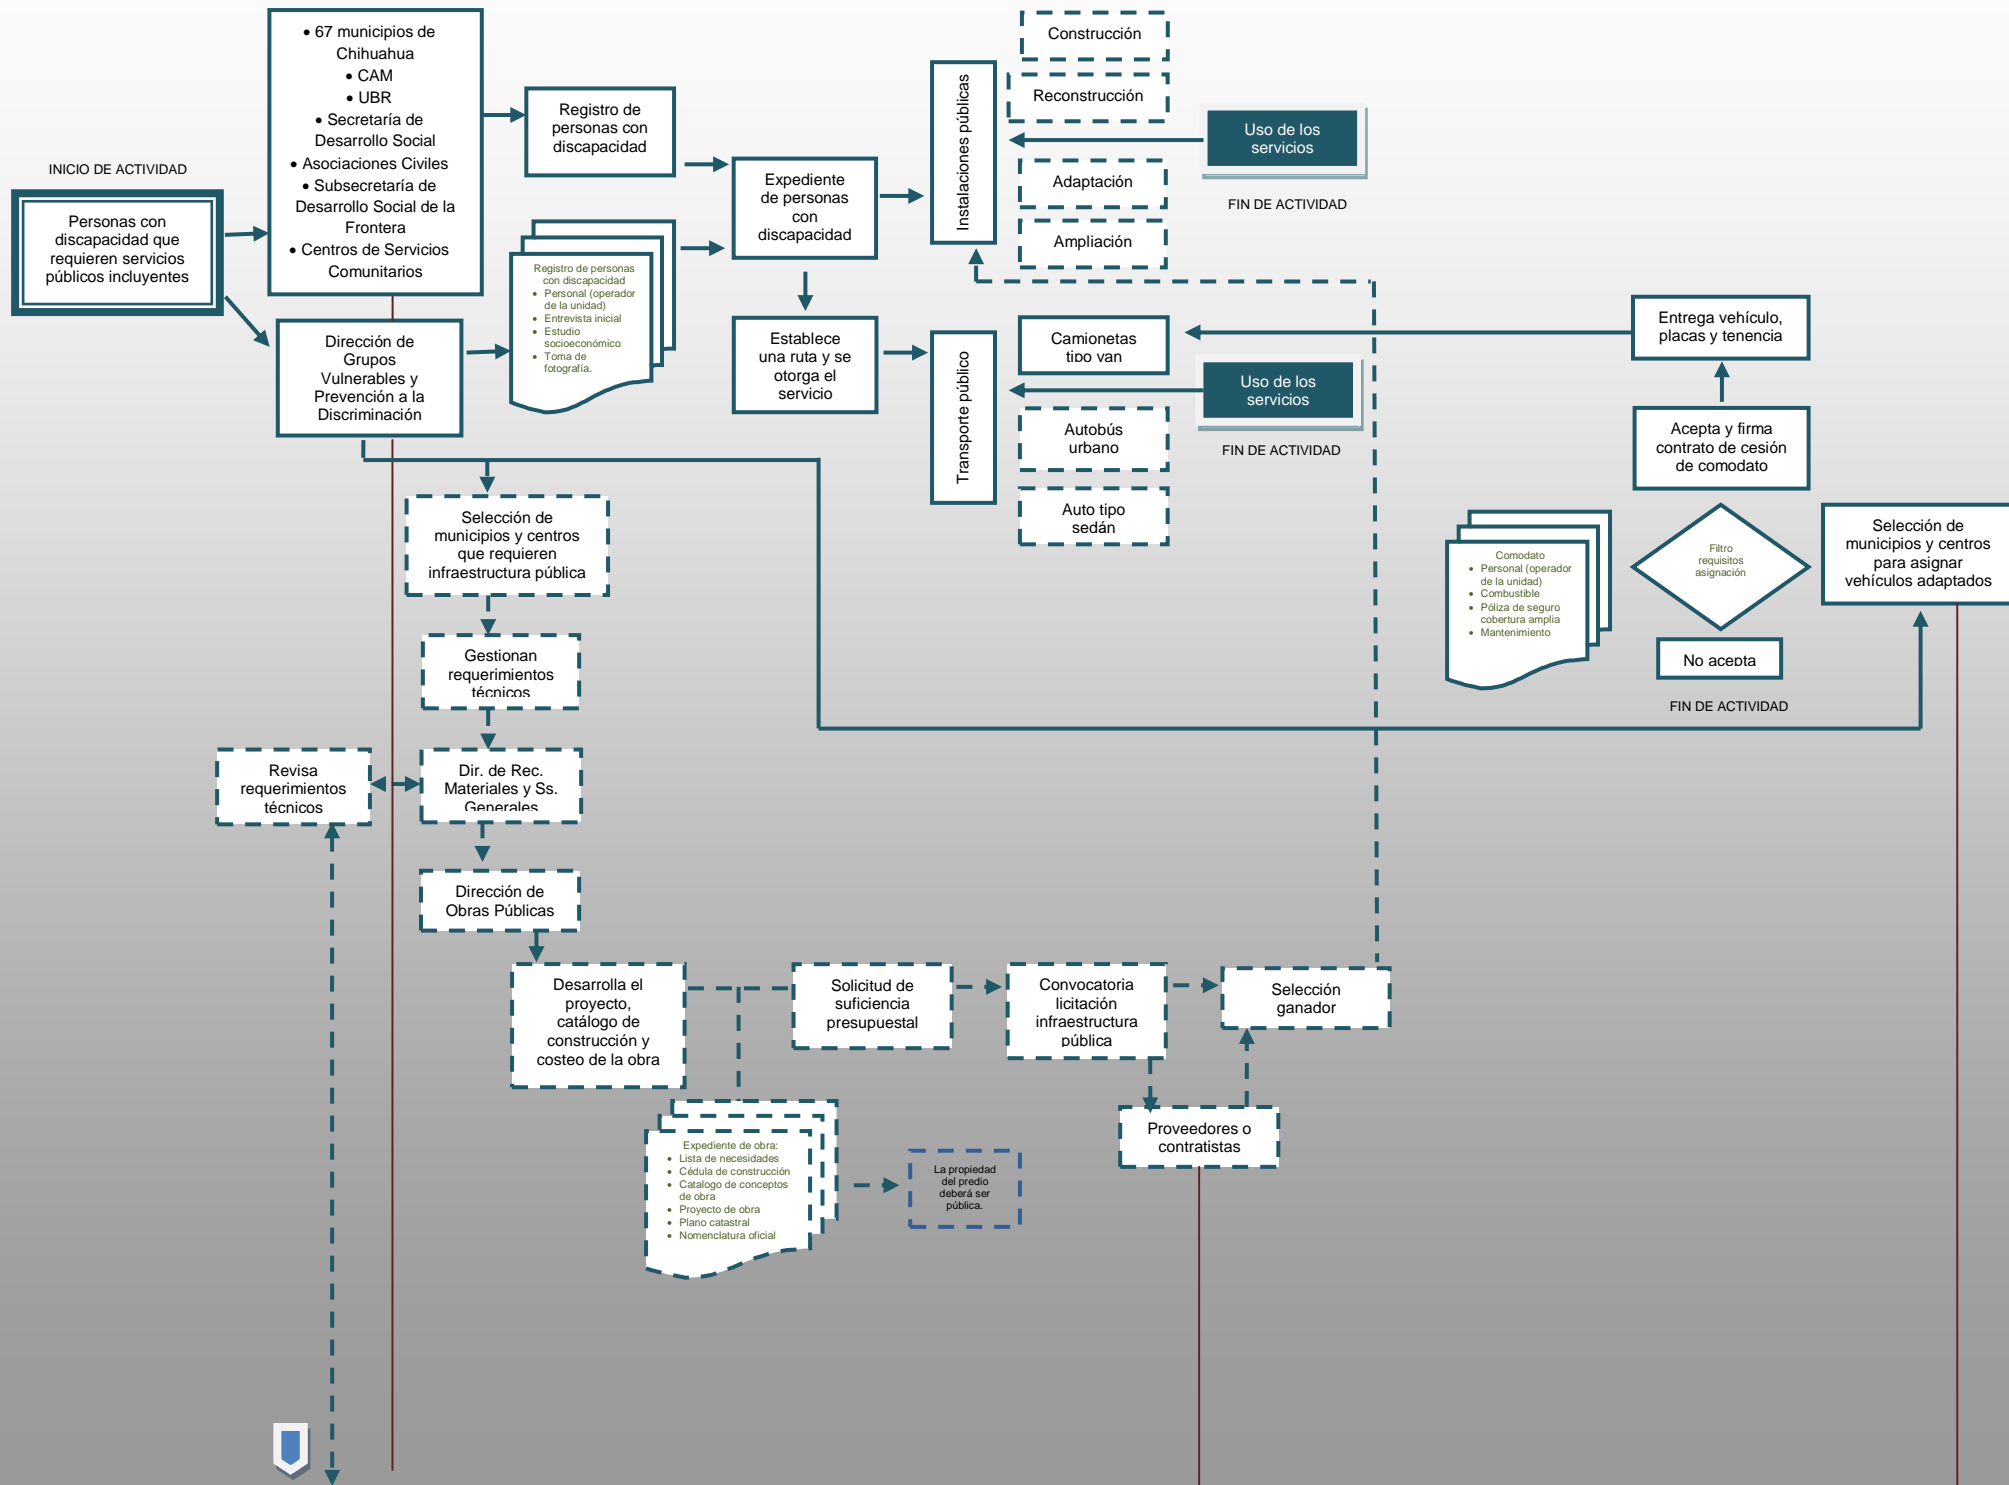 INICIO DE ACTIVIDAD
Personas con
discapacidad que
requieren servicios
públicos incluyentes
• 67 municipios de
Chihuahua
• CAM
• UBR
• Secretaría de
Desarrollo Social
• Asociaciones Civiles
• Subsecretaría de
Desarrollo Social de la
Frontera
• Centros de Servicios
Comunitarios
Dirección de
Grupos
Vulnerables y
Prevención a la
Discriminación
Registro de
personas con
discapacidad
Registro de personas
con discapacidad
• Personal (operador
de la unidad)
• Entrevista inicial
• Estudio
socioeconómico
• Toma de
fotografía.
Expediente
de personas
con
discapacidad
Establece
una ruta y se
otorga el
servicio
Instalaciones públicas
Transporte público
Construcción
Reconstrucción
Adaptación
Ampliación
Uso de los
servicios
FIN DE ACTIVIDAD
Camionetas
tipo van
Uso de los
servicios
FIN DE ACTIVIDAD
Autobús
urbano
Auto tipo
sedán
Entrega vehículo,
placas y tenencia
Acepta y firma
contrato de cesión
de comodato
Comodato
• Personal (operador
de la unidad)
• Combustible
• Póliza de seguro
cobertura amplia
• Mantenimiento
Filtro
requisitos
asignación
Selección de
municipios y centros
para asignar
vehículos adaptados
No acepta
FIN DE ACTIVIDAD
Selección de
municipios y centros
que requieren
infraestructura pública
Gestionan
requerimientos
técnicos
Revisa
requerimientos
técnicos
Dir. de Rec.
Materiales y Ss.
Generales
Dirección de
Obras Públicas
Desarrolla el
proyecto,
catálogo de
construcción y
costeo de la obra
Solicitud de
suficiencia
presupuestal
Convocatoria
licitación
infraestructura
pública
Selección
ganador
Proveedores o
contratistas
Expediente de obra:
• Lista de necesidades
• Cédula de construcción
• Catalogo de conceptos
de obra
• Proyecto de obra
• Plano catastral
• Nomenclatura oficial
La propiedad
del predio
deberá ser
pública.